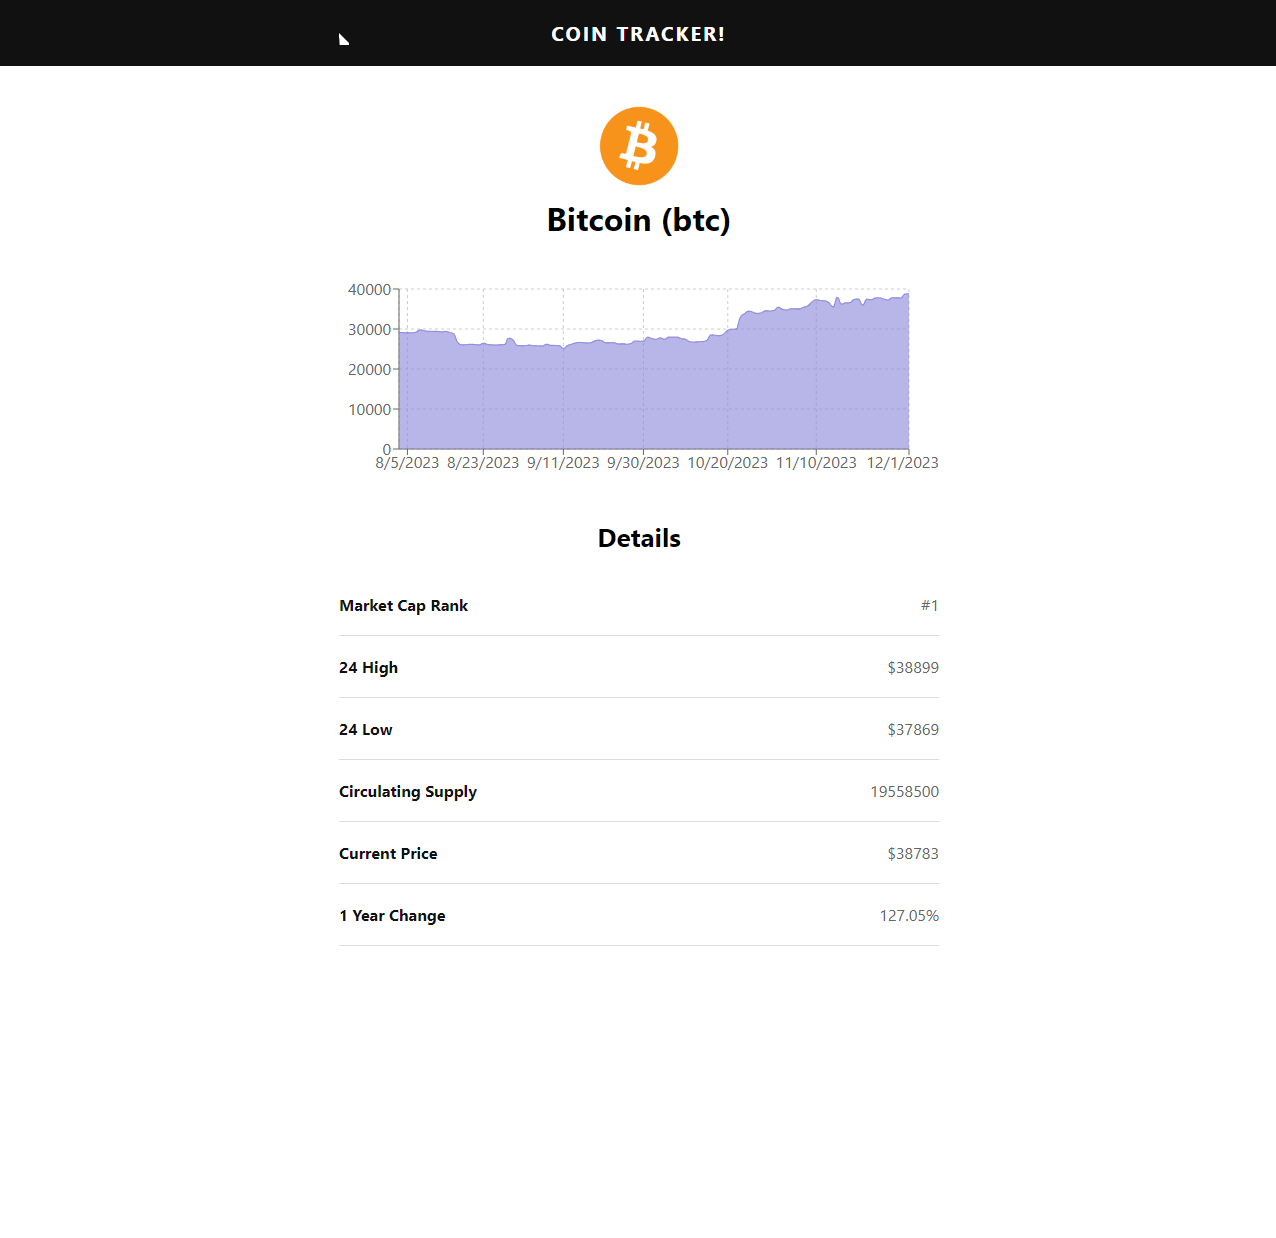 COIN TRACKER!
Bitcoin (btc)
40000
30000
20000
10000
0
8/5/2023 8/23/2023 9/11/2023 9/30/2023 10/20/2023 11/10/2023 12/1/2023
Details
Market Cap Rank #1
24 High $38899
24 Low $37869
Circulating Supply 19558500
Current Price $38783
1 Year Change 127.05%